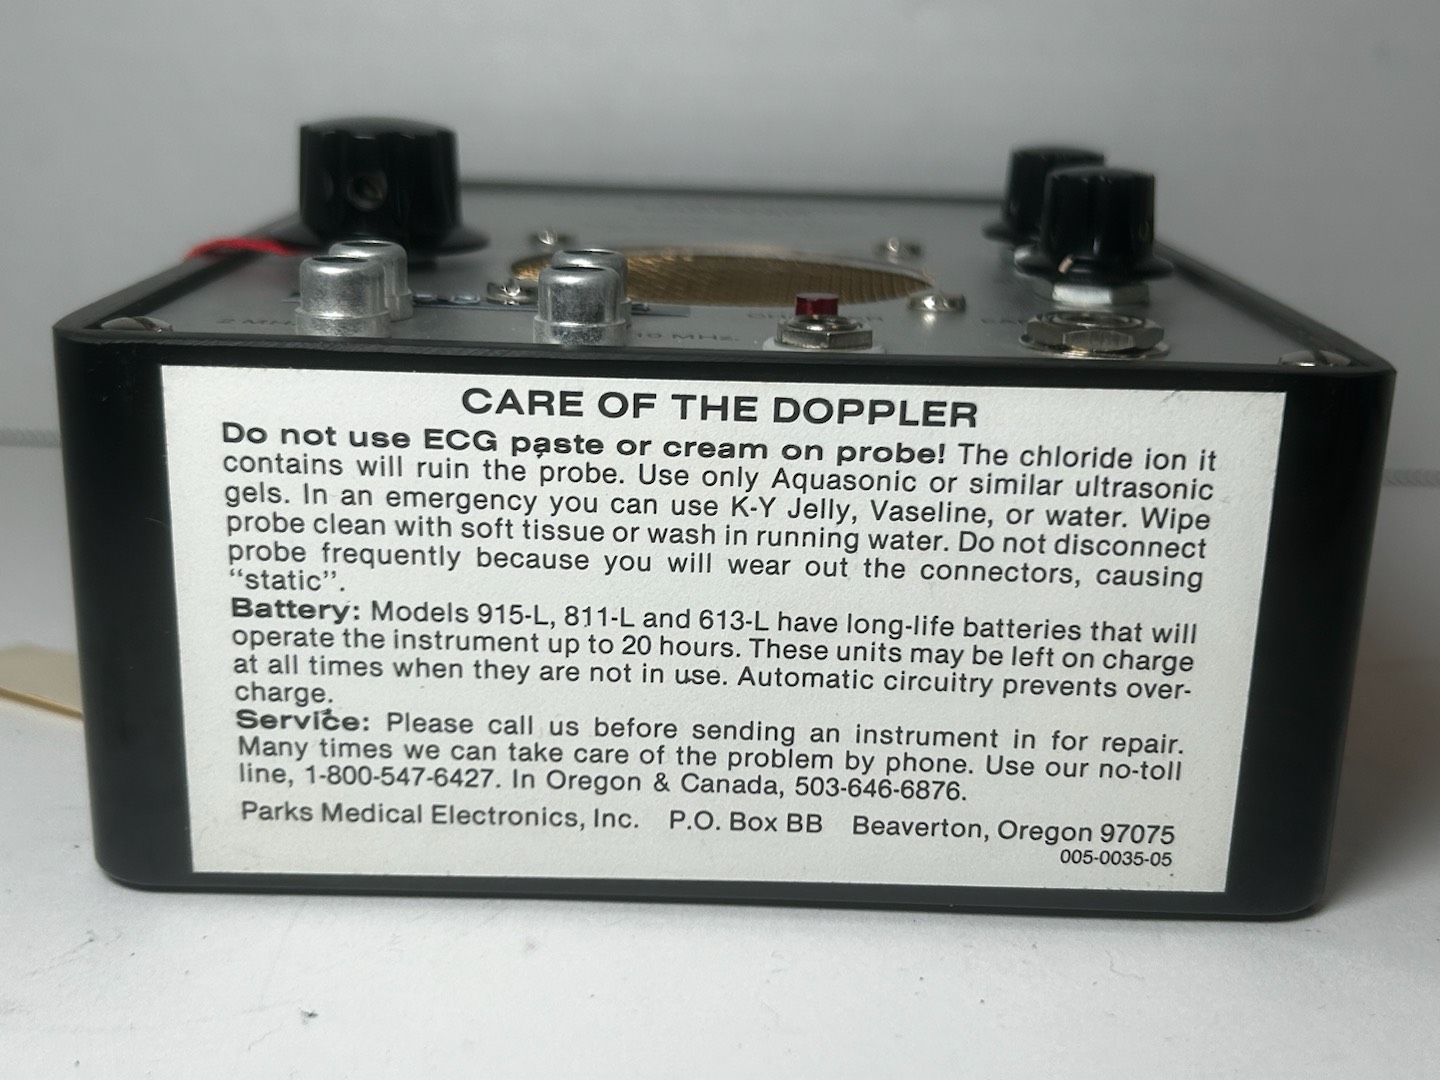 CARE OF THE DOPPLER
Do not use ECG paste or cream on probe! The chloride ion it
contains will ruin the probe. Use only Aquasonic or similar ultrasonic
gels. In an emergency you can use K-Y Jelly, Vaseline, or water. Wipe
probe clean with soft tissue or wash in running water. Do not disconnect
probe frequently because you will wear out the connectors, causing
“static”.
Battery: Models 915-L, 811-L and 613-L have long-life batteries that will
operate the instrument up to 20 hours. These units may be left on charge
at all times when they are not in use. Automatic circuitry prevents over-
charge.
Service: Please call us before sending an instrument in for repair.
Many times we can take care of the problem by phone. Use our no-toll
line, 1-800-547-6427. In Oregon & Canada, 503-646-6876.
Parks Medical Electronics, Inc. P.O. Box BB Beaverton, Oregon 97075
005-0035-05